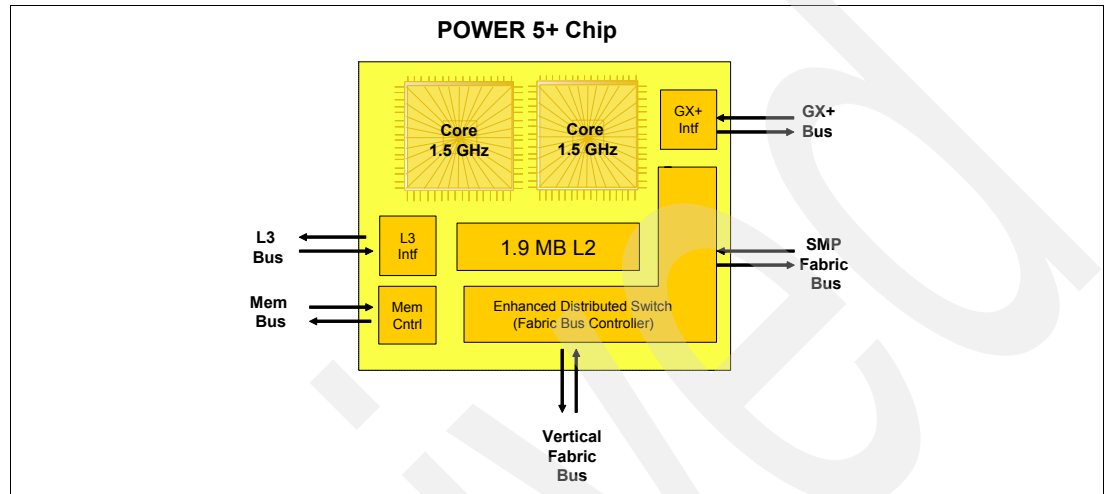 POWER 5+ Chip
Core
1.5 GHz
Core
1.5 GHz
GX+
Intf
GX+
Bus
L3
Bus
L3
Intf
1.9 MB L2
SMP
Fabric
Bus
Mem
Bus
Mem
Cntrl
Enhanced Distributed Switch
(Fabric Bus Controller)
Vertical
Fabric
Bus